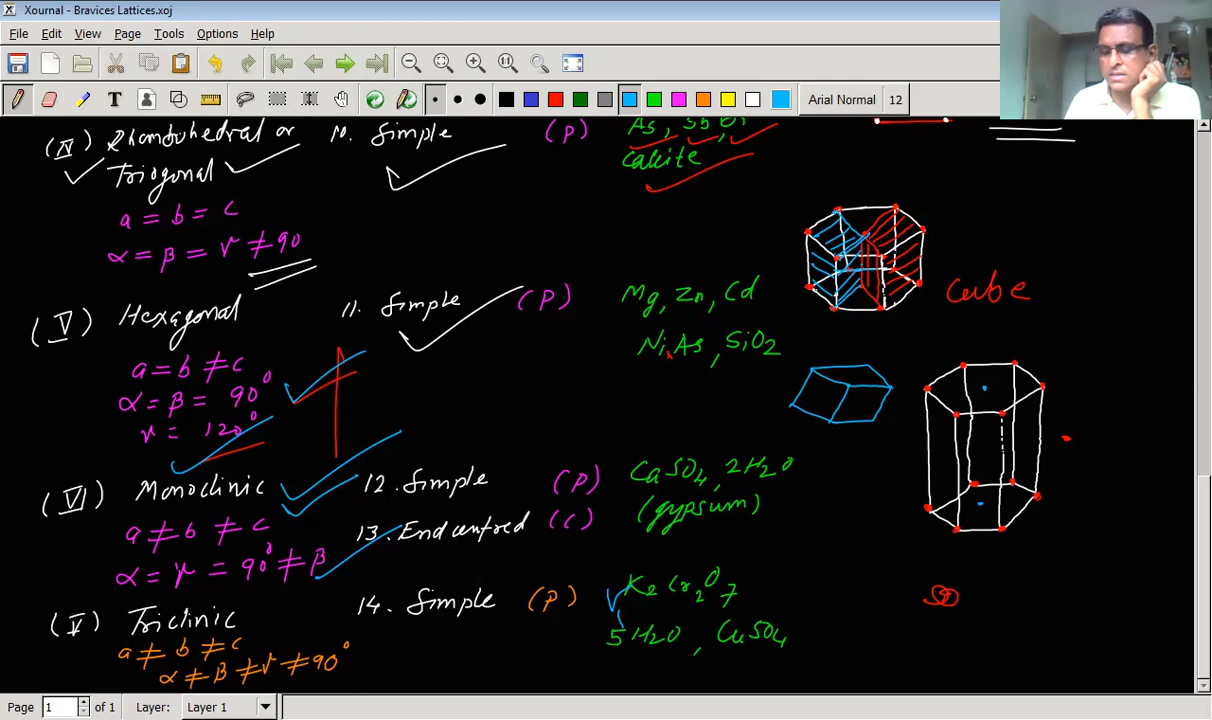 Xournal - Bravices Lattices.xoj
File Edit View Page Tools Options Help
Arial Normal 12
(IV) Rhombohedral or 10. Simple (P) As, Sb, Bi
Trigonal calcite
a = b = c
α = β = γ ≠ 90
(V) Hexagonal 11. Simple (P) Mg, Zn, Cd
cube
NiAs, SiO2
a = b ≠ c
α = β = 90°
γ = 120°
(VI) Monoclinic 12. Simple (P) CaSO4, 2H2O
a ≠ b ≠ c 13. End centred (C) (gypsum)
α = γ = 90° ≠ β
14. Simple (P) K2Cr2O7
(V) Triclinic
5H2O, CuSO4
a ≠ b ≠ c
α ≠ β ≠ γ ≠ 90°
Page 1 of 1 Layer: Layer 1